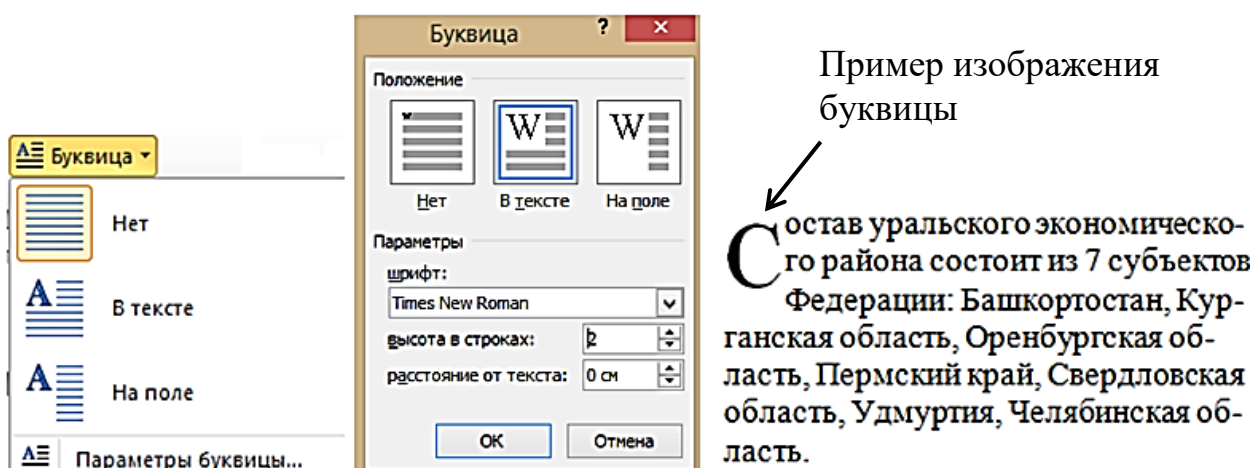 Буквица
Нет
В тексте
На поле
Параметры буквицы...
Буквица ? ×
Положение
W W W
Нет В тексте На поле
Параметры
шрифт:
Times New Roman
высота в строках: 2
расстояние от текста: 0 см
ОК Отмена
Пример изображения
буквицы
Состав уральского экономическо-
го района состоит из 7 субъектов
Федерации: Башкортостан, Кур-
ганская область, Оренбургская об-
ласть, Пермский край, Свердловская
область, Удмуртия, Челябинская об-
ласть.